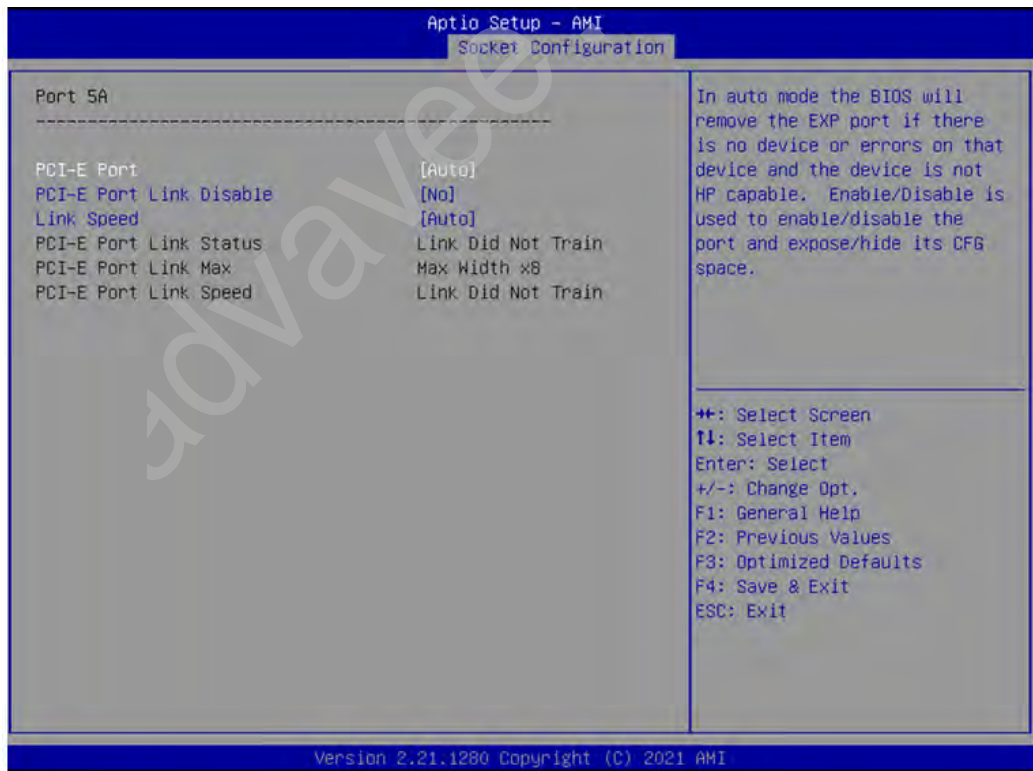 Aptio Setup – AMI
Socket Configuration
Port 5A
--------------------------------------------------
PCI-E Port [Auto]
PCI-E Port Link Disable [No]
Link Speed [Auto]
PCI-E Port Link Status Link Did Not Train
PCI-E Port Link Max Max Width x8
PCI-E Port Link Speed Link Did Not Train
In auto mode the BIOS will
remove the EXP port if there
is no device or errors on that
device and the device is not
HP capable. Enable/Disable is
used to enable/disable the
port and expose/hide its CFG
space.
→←: Select Screen
↑↓: Select Item
Enter: Select
+/-: Change Opt.
F1: General Help
F2: Previous Values
F3: Optimized Defaults
F4: Save & Exit
ESC: Exit
Version 2.21.1280 Copyright (C) 2021 AMI